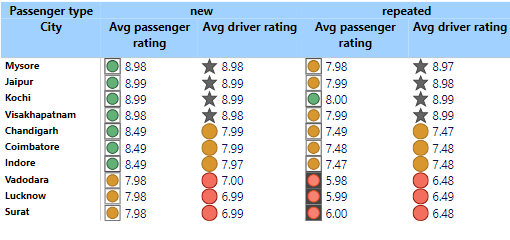 Passenger type new repeated
City Avg passenger rating Avg driver rating Avg passenger rating Avg driver rating
Mysore 8.98 8.98 7.98 8.97
Jaipur 8.99 8.99 7.99 8.98
Kochi 8.99 8.99 8.00 8.99
Visakhapatnam 8.98 8.98 7.99 8.99
Chandigarh 8.49 7.99 7.49 7.47
Coimbatore 8.49 7.99 7.48 7.48
Indore 8.49 7.97 7.47 7.48
Vadodara 7.98 7.00 5.98 6.48
Lucknow 7.98 6.99 5.99 6.49
Surat 7.98 6.99 6.00 6.48